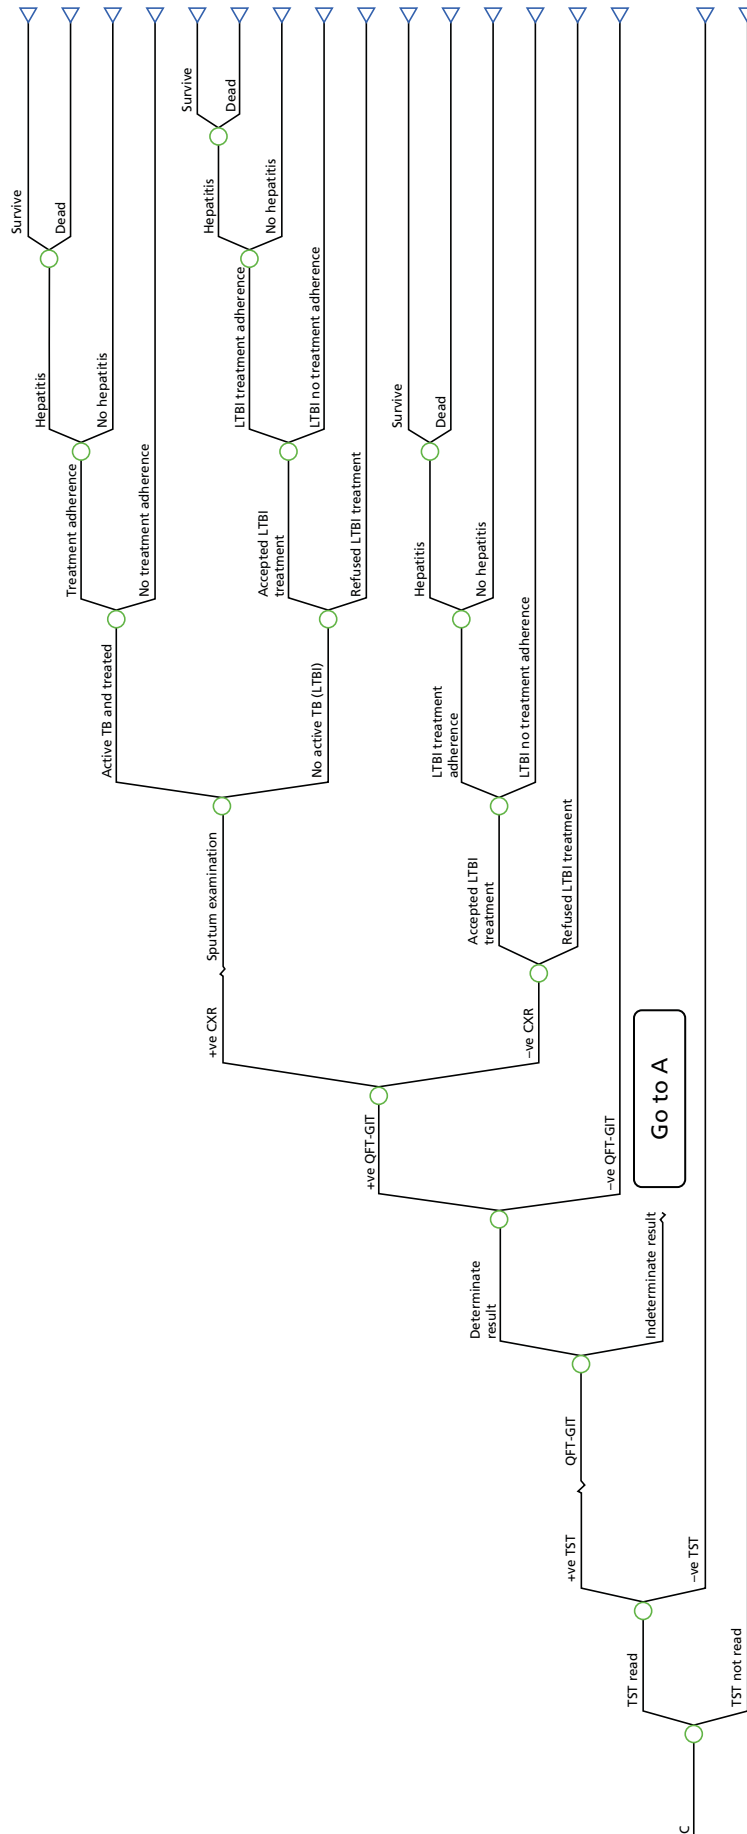 C
TST read
TST not read
+ve TST
–ve TST
QFT-GIT
Determinate
result
Indeterminate result
+ve QFT-GIT
–ve QFT-GIT
Go to A
+ve CXR
–ve CXR
Sputum examination
Active TB and treated
No active TB (LTBI)
Treatment adherence
No treatment adherence
Hepatitis
No hepatitis
Survive
Dead
Accepted LTBI
treatment
Refused LTBI treatment
LTBI treatment adherence
LTBI no treatment adherence
Hepatitis
No hepatitis
Survive
Dead
Accepted LTBI
treatment
Refused LTBI treatment
LTBI treatment
adherence
LTBI no treatment adherence
Hepatitis
No hepatitis
Survive
Dead